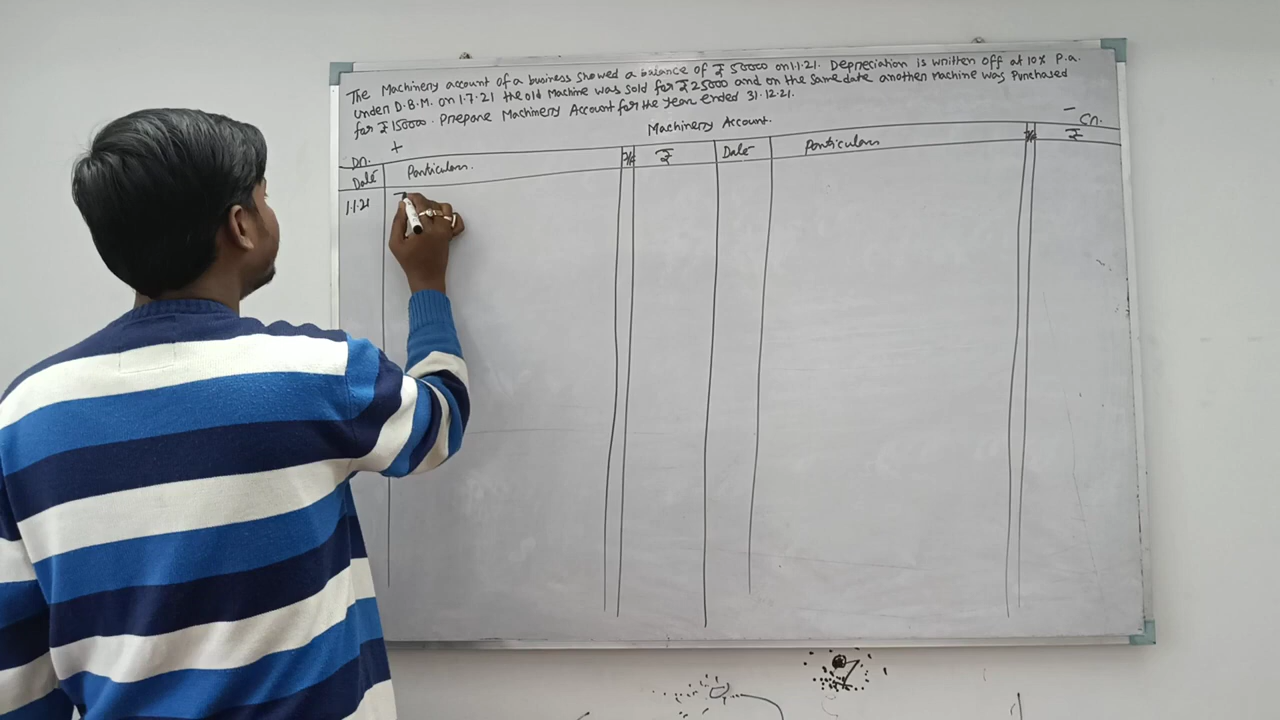 The Machinery account of a business showed a balance of ₹ 50000 on 1.1.21. Depreciation is written off at 10% P.a.
under D.B.M. on 1.7.21 the old Machine was sold for ₹ 25000 and on the same date another Machine was Purchased
for ₹ 150000. Prepare Machinery Account for the Year ended 31.12.21.
Machinery Account.
Dr. + − Cr.
Date Particulars ₹ Date Particulars ₹
1.1.21